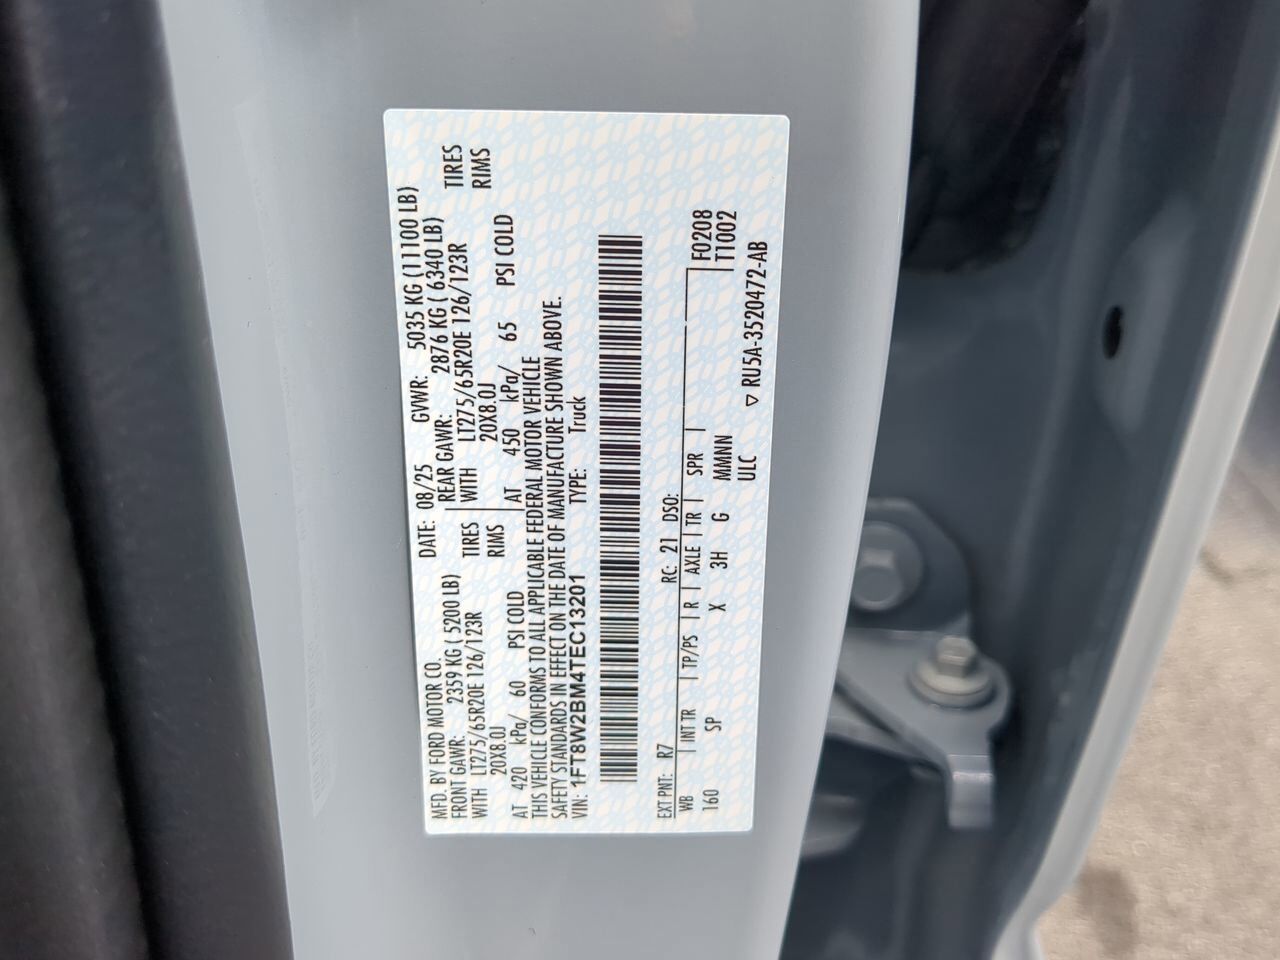 MFD. BY FORD MOTOR CO.
DATE: 08/25 GVWR: 5035 KG (11100 LB)
FRONT GAWR: 2359 KG ( 5200 LB)
REAR GAWR: 2876 KG ( 6340 LB)
WITH LT275/65R20E 126/123R TIRES
WITH LT275/65R20E 126/123R TIRES
20X8.0J RIMS
20X8.0J RIMS
AT 420 kPa/ 60 PSI COLD
AT 450 kPa/ 65 PSI COLD
THIS VEHICLE CONFORMS TO ALL APPLICABLE FEDERAL MOTOR VEHICLE
SAFETY STANDARDS IN EFFECT ON THE DATE OF MANUFACTURE SHOWN ABOVE.
VIN: 1FT8W2BM4TEC13201 TYPE: Truck
EXT PNT: R7 RC: 21 DSO:
WB INT TR TP/PS R AXLE TR SPR F0208
160 SP X 3H G MMNN T1002
ULC ▽ RU5A-3520472-AB